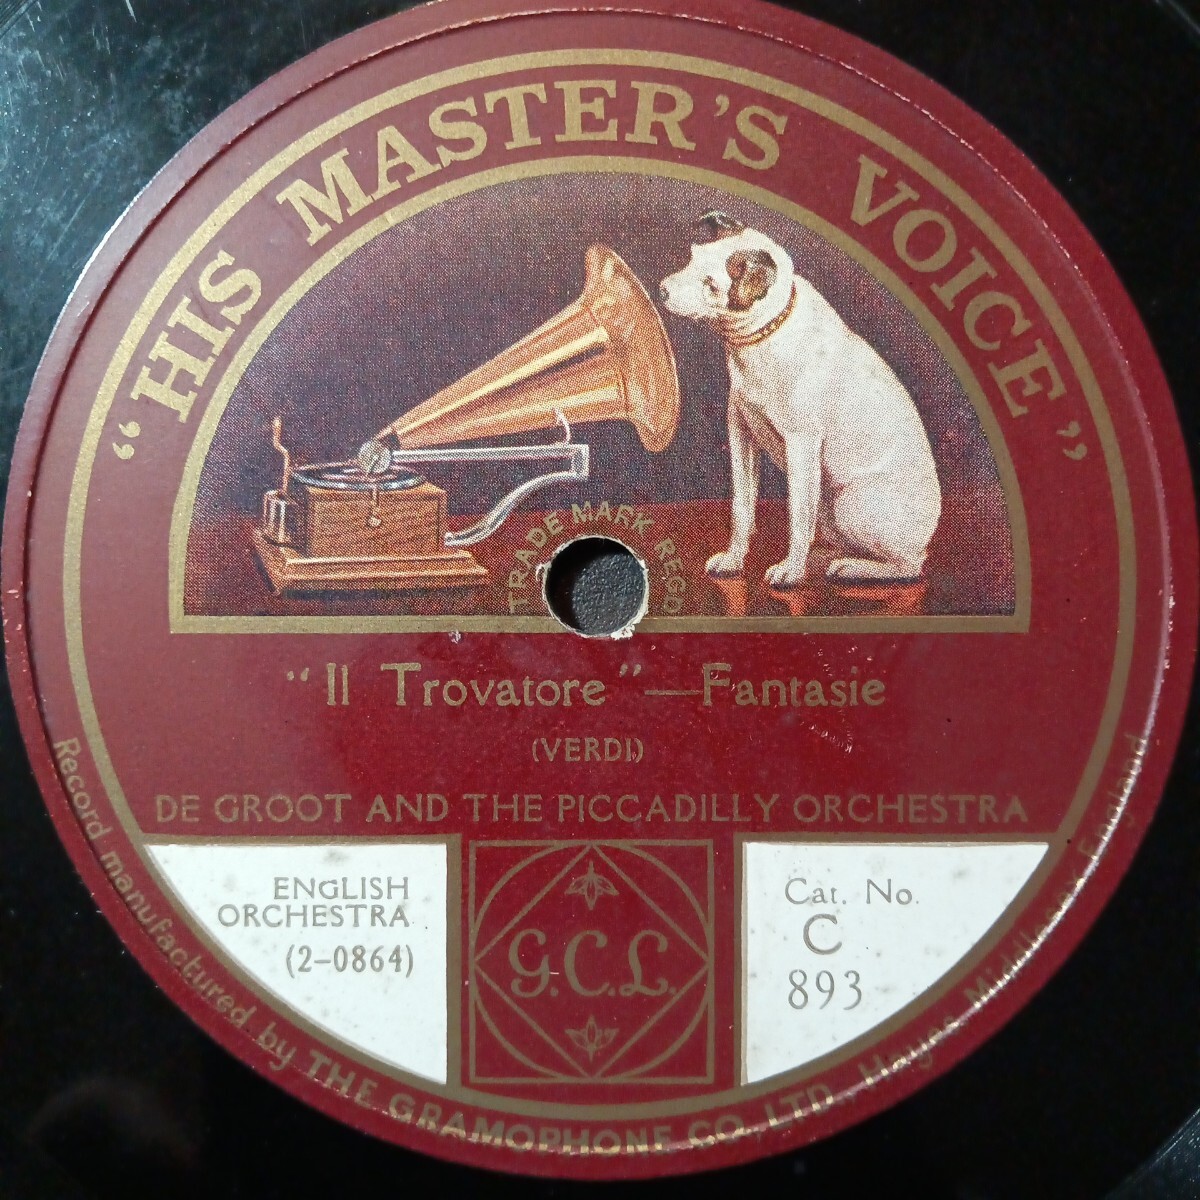 “HIS MASTER’S VOICE”
TRADE MARK REGD
“Il Trovatore”—Fantasie
(VERDI)
DE GROOT AND THE PICCADILLY ORCHESTRA
ENGLISH
ORCHESTRA
(2-0864)
G.C.L.
Cat. No.
C
893
Record manufactured by THE GRAMOPHONE CO., LTD., Hayes, Middlesex, England